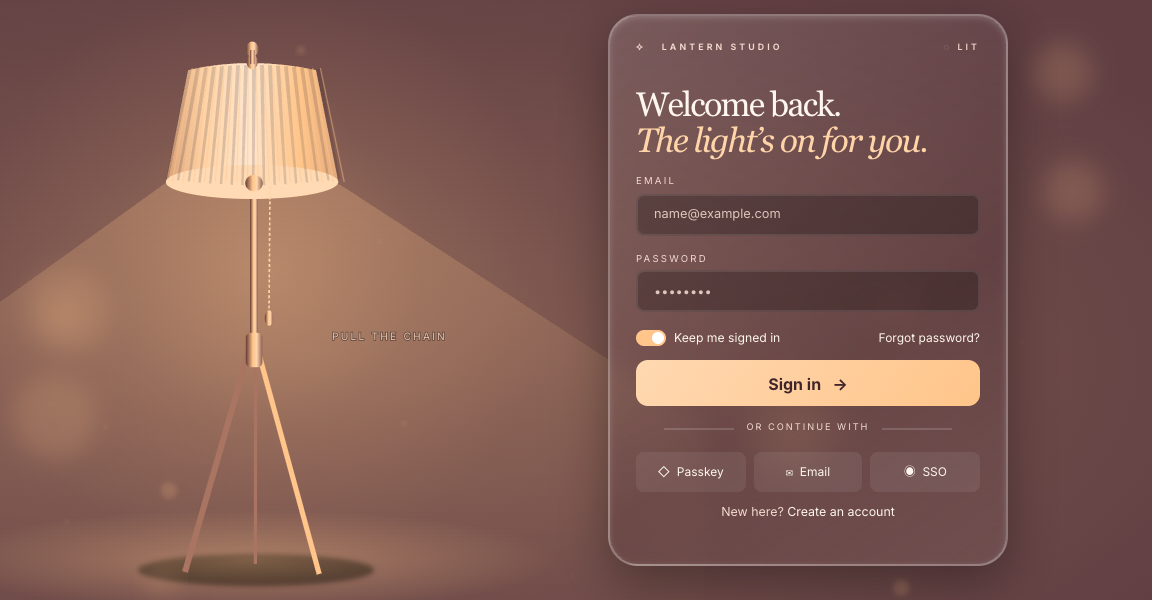 LANTERN STUDIO
LIT
Welcome back.
The light’s on for you.
EMAIL
name@example.com
PASSWORD
••••••••
PULL THE CHAIN
Keep me signed in
Forgot password?
Sign in →
OR CONTINUE WITH
Passkey
Email
SSO
New here? Create an account